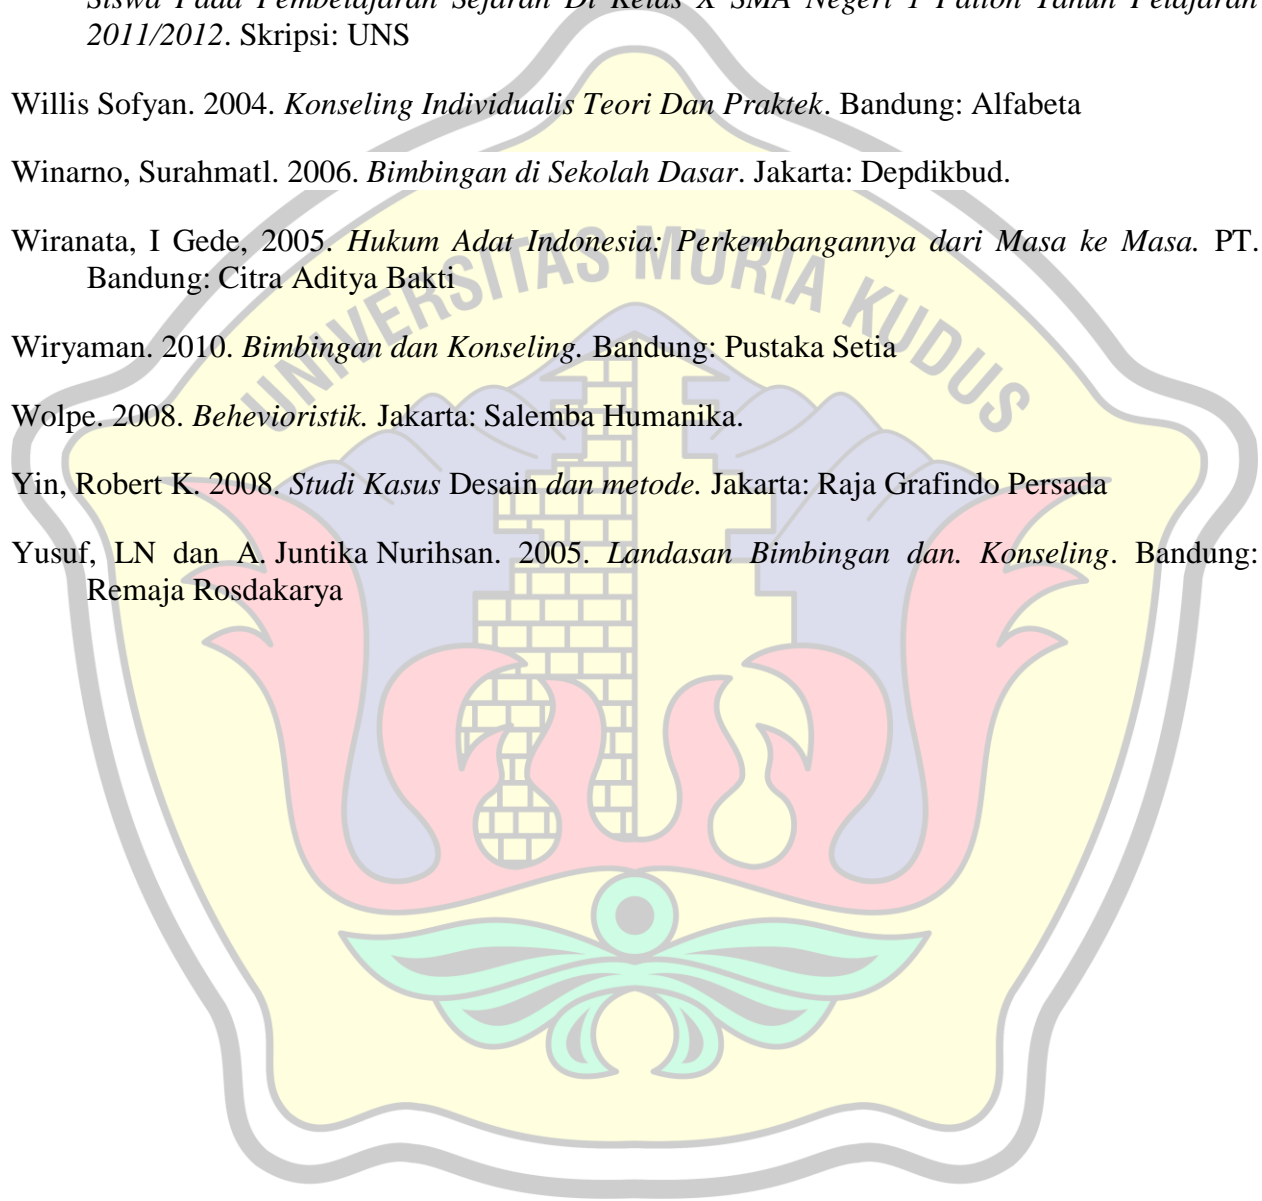 Siswa Pada Pembelajaran Sejarah Di Kelas X SMA Negeri 1 Paiton Tahun Pelajaran
2011/2012. Skripsi: UNS
Willis Sofyan. 2004. Konseling Individualis Teori Dan Praktek. Bandung: Alfabeta
Winarno, Surahmatl. 2006. Bimbingan di Sekolah Dasar. Jakarta: Depdikbud.
Wiranata, I Gede, 2005. Hukum Adat Indonesia: Perkembangannya dari Masa ke Masa. PT.
Bandung: Citra Aditya Bakti
Wiryaman. 2010. Bimbingan dan Konseling. Bandung: Pustaka Setia
Wolpe. 2008. Behevioristik. Jakarta: Salemba Humanika.
Yin, Robert K. 2008. Studi Kasus Desain dan metode. Jakarta: Raja Grafindo Persada
Yusuf, LN dan A. Juntika Nurihsan. 2005. Landasan Bimbingan dan. Konseling. Bandung:
Remaja Rosdakarya
UNIVERSITAS MURIA KUDUS